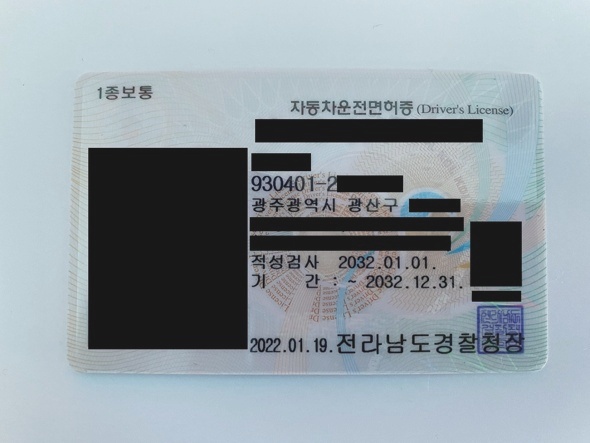 1종보통
자동차운전면허증 (Driver's License)
930401-2
광주광역시 광산구
적성검사 2032.01.01.
기 간 : ~ 2032.12.31.
2022.01.19. 전라남도경찰청장